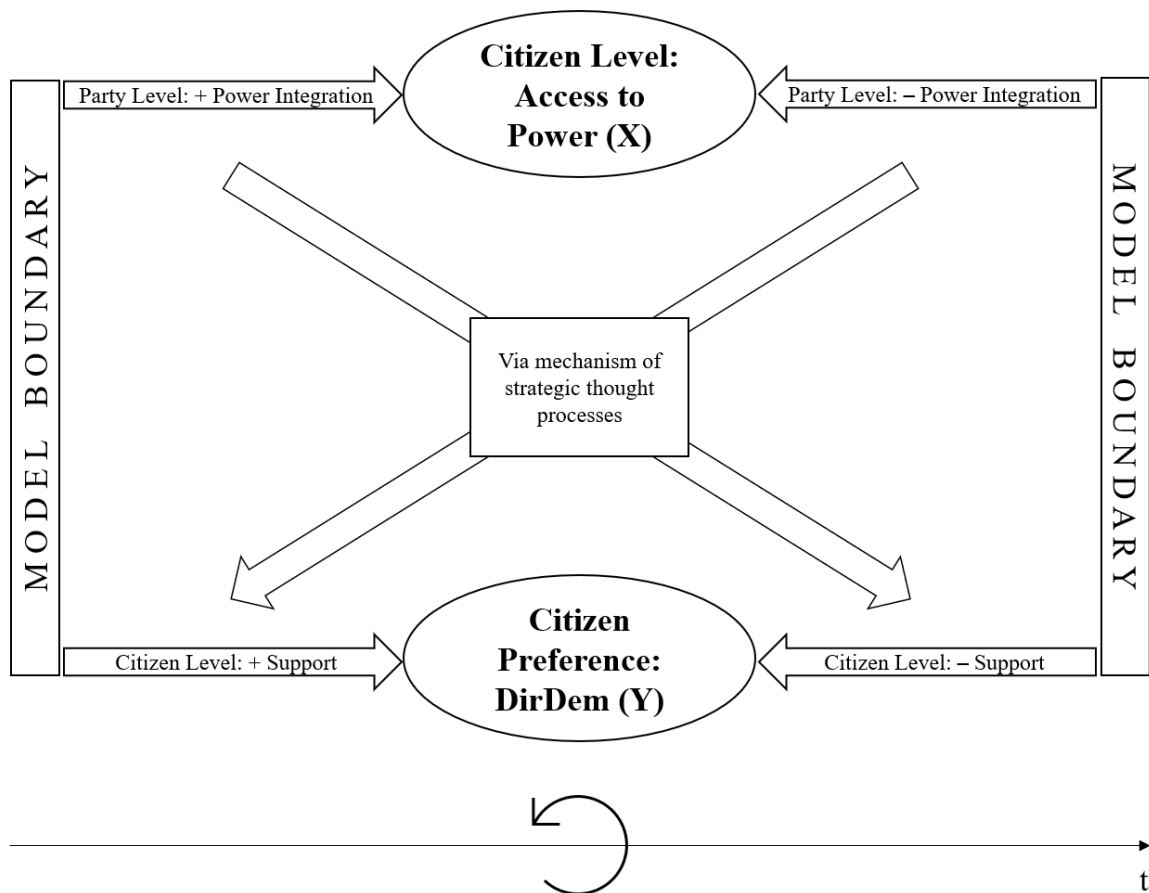 Citizen Level:
Access to
Power (X)
Party Level: + Power Integration
Party Level: – Power Integration
MODEL BOUNDARY
MODEL BOUNDARY
Via mechanism of
strategic thought
processes
Citizen
Preference:
DirDem (Y)
Citizen Level: + Support
Citizen Level: – Support
t